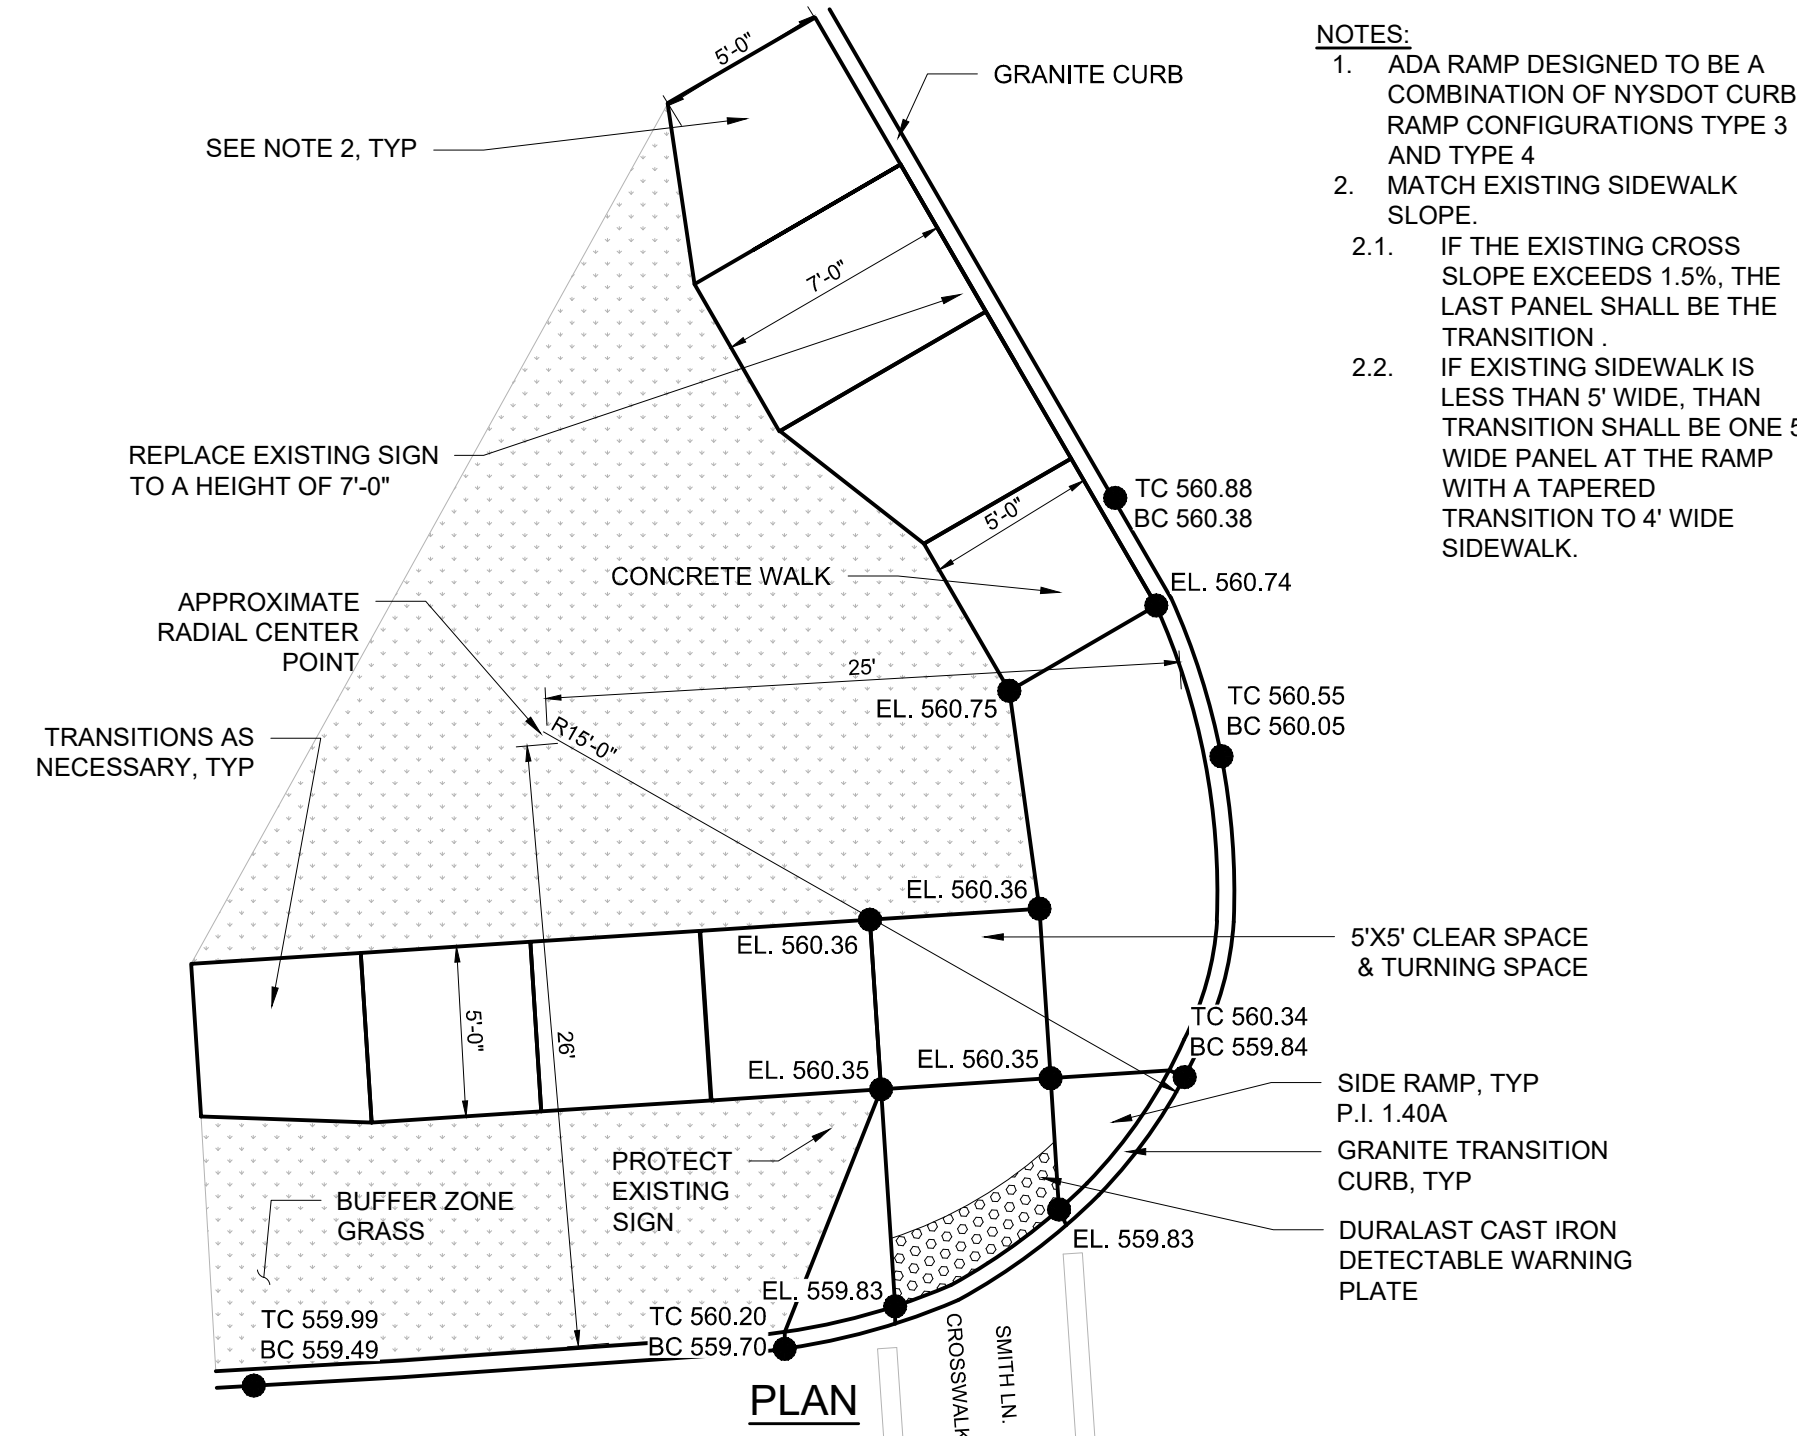 5'-0"
GRANITE CURB
SEE NOTE 2, TYP
7'-0"
REPLACE EXISTING SIGN
TO A HEIGHT OF 7'-0"
5'-0"
TC 560.88
BC 560.38
CONCRETE WALK
EL. 560.74
APPROXIMATE
RADIAL CENTER
POINT
25'
EL. 560.75
TC 560.55
BC 560.05
R15'-0"
TRANSITIONS AS
NECESSARY, TYP
EL. 560.36
EL. 560.36
5'X5' CLEAR SPACE
& TURNING SPACE
5'-0"
26'
EL. 560.35
EL. 560.35
TC 560.34
BC 559.84
SIDE RAMP, TYP
P.I. 1.40A
GRANITE TRANSITION
CURB, TYP
PROTECT
EXISTING
SIGN
BUFFER ZONE
GRASS
DURALAST CAST IRON
DETECTABLE WARNING
PLATE
EL. 559.83
EL. 559.83
TC 559.99
BC 559.49
TC 560.20
BC 559.70
CROSSWALK
SMITH LN.
PLAN
NOTES:
1. ADA RAMP DESIGNED TO BE A
COMBINATION OF NYSDOT CURB
RAMP CONFIGURATIONS TYPE 3
AND TYPE 4
2. MATCH EXISTING SIDEWALK
SLOPE.
2.1. IF THE EXISTING CROSS
SLOPE EXCEEDS 1.5%, THE
LAST PANEL SHALL BE THE
TRANSITION .
2.2. IF EXISTING SIDEWALK IS
LESS THAN 5' WIDE, THAN
TRANSITION SHALL BE ONE 5
WIDE PANEL AT THE RAMP
WITH A TAPERED
TRANSITION TO 4' WIDE
SIDEWALK.